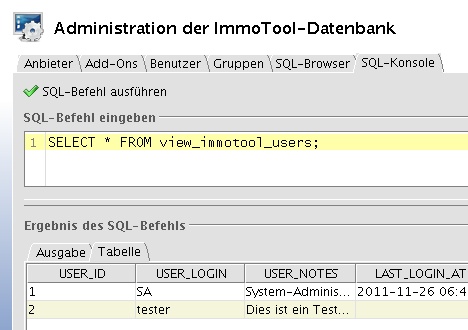 Administration der ImmoTool-Datenbank
Anbieter Add-Ons Benutzer Gruppen SQL-Browser SQL-Konsole
SQL-Befehl ausführen
SQL-Befehl eingeben
1 SELECT * FROM view_immotool_users;
Ergebnis des SQL-Befehls
Ausgabe Tabelle
USER_ID USER_LOGIN USER_NOTES LAST_LOGIN_AT
1 SA System-Adminis... 2011-11-26 06:4
2 tester Dies ist ein Test...